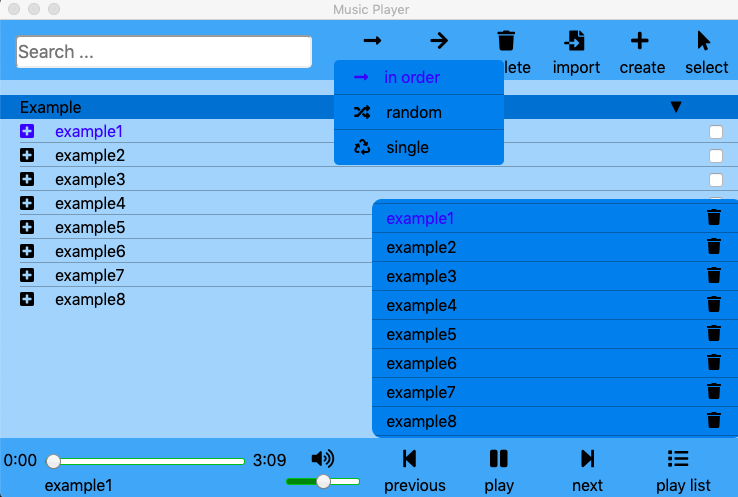 Music Player
Search ...
lete
import
create
select
in order
random
single
Example
example1
example2
example3
example4
example5
example6
example7
example8
example1
example2
example3
example4
example5
example6
example7
example8
0:00
3:09
example1
previous
play
next
play list